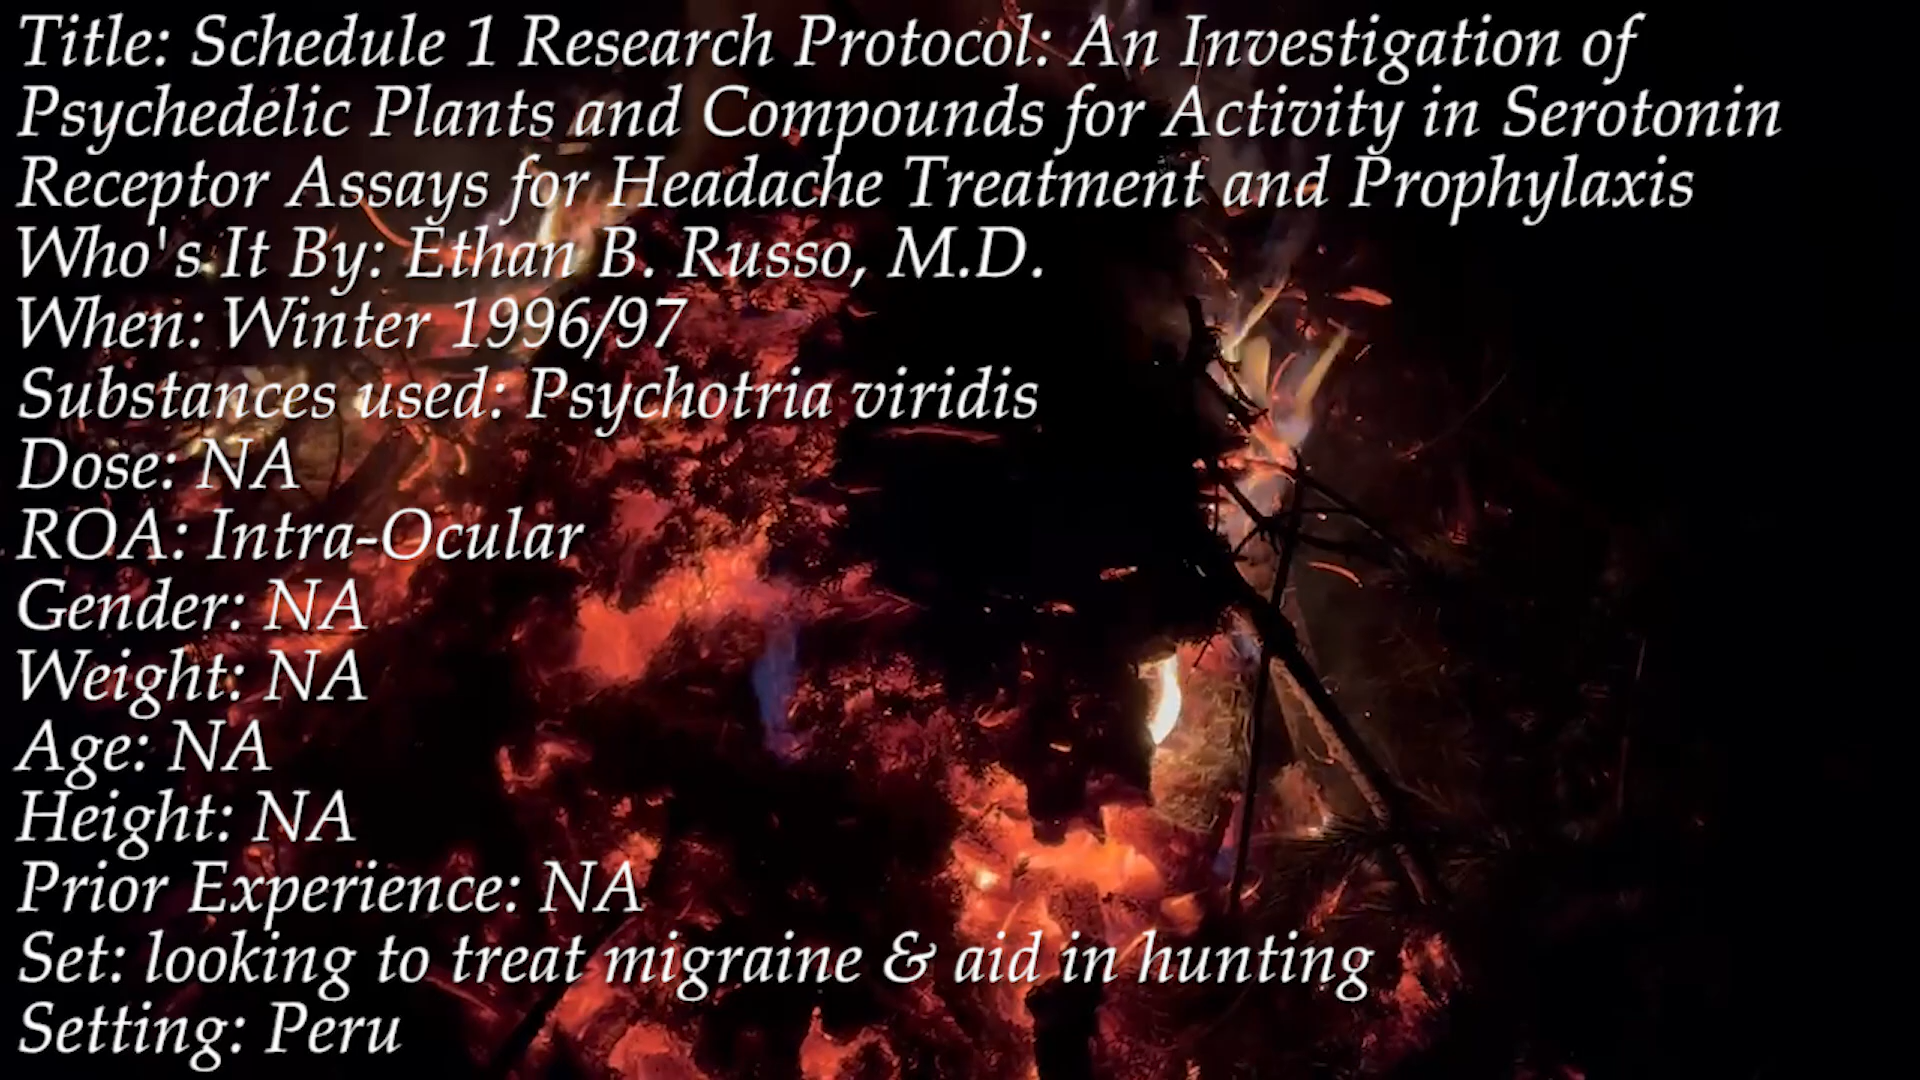 Title: Schedule 1 Research Protocol: An Investigation of
Psychedelic Plants and Compounds for Activity in Serotonin
Receptor Assays for Headache Treatment and Prophylaxis
Who's It By: Ethan B. Russo, M.D.
When: Winter 1996/97
Substances used: Psychotria viridis
Dose: NA
ROA: Intra-Ocular
Gender: NA
Weight: NA
Age: NA
Height: NA
Prior Experience: NA
Set: looking to treat migraine & aid in hunting
Setting: Peru